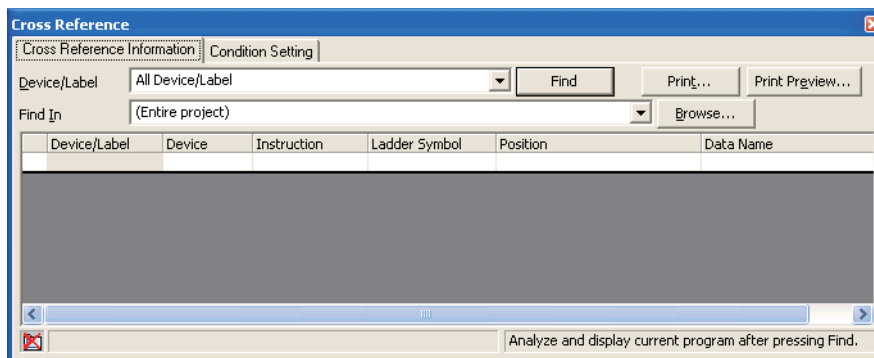 Cross Reference
Cross Reference Information Condition Setting
Device/Label All Device/Label Find Print... Print Preview...
Find In (Entire project) Browse...
Device/Label Device Instruction Ladder Symbol Position Data Name
Analyze and display current program after pressing Find.